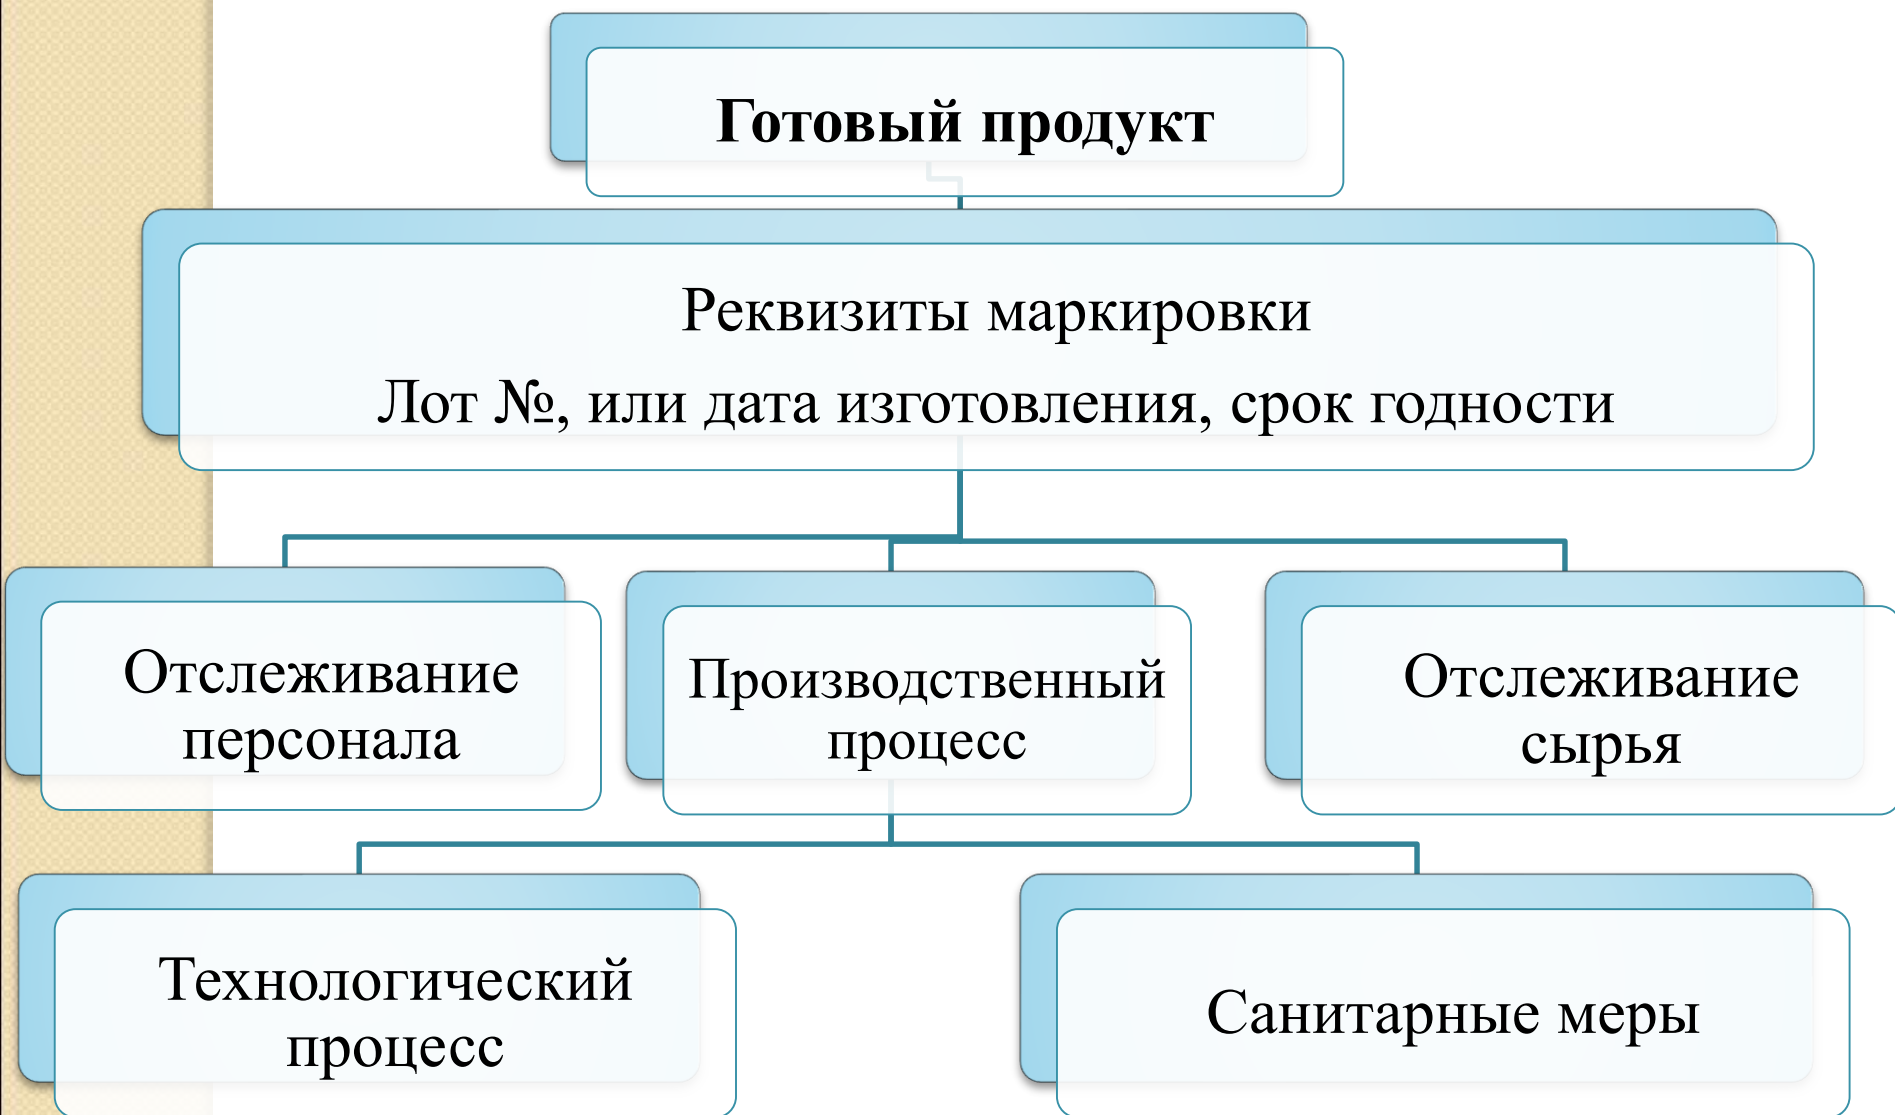 Готовый продукт
Реквизиты маркировки
Лот №, или дата изготовления, срок годности
Отслеживание
персонала
Производственный
процесс
Отслеживание
сырья
Технологический
процесс
Санитарные меры